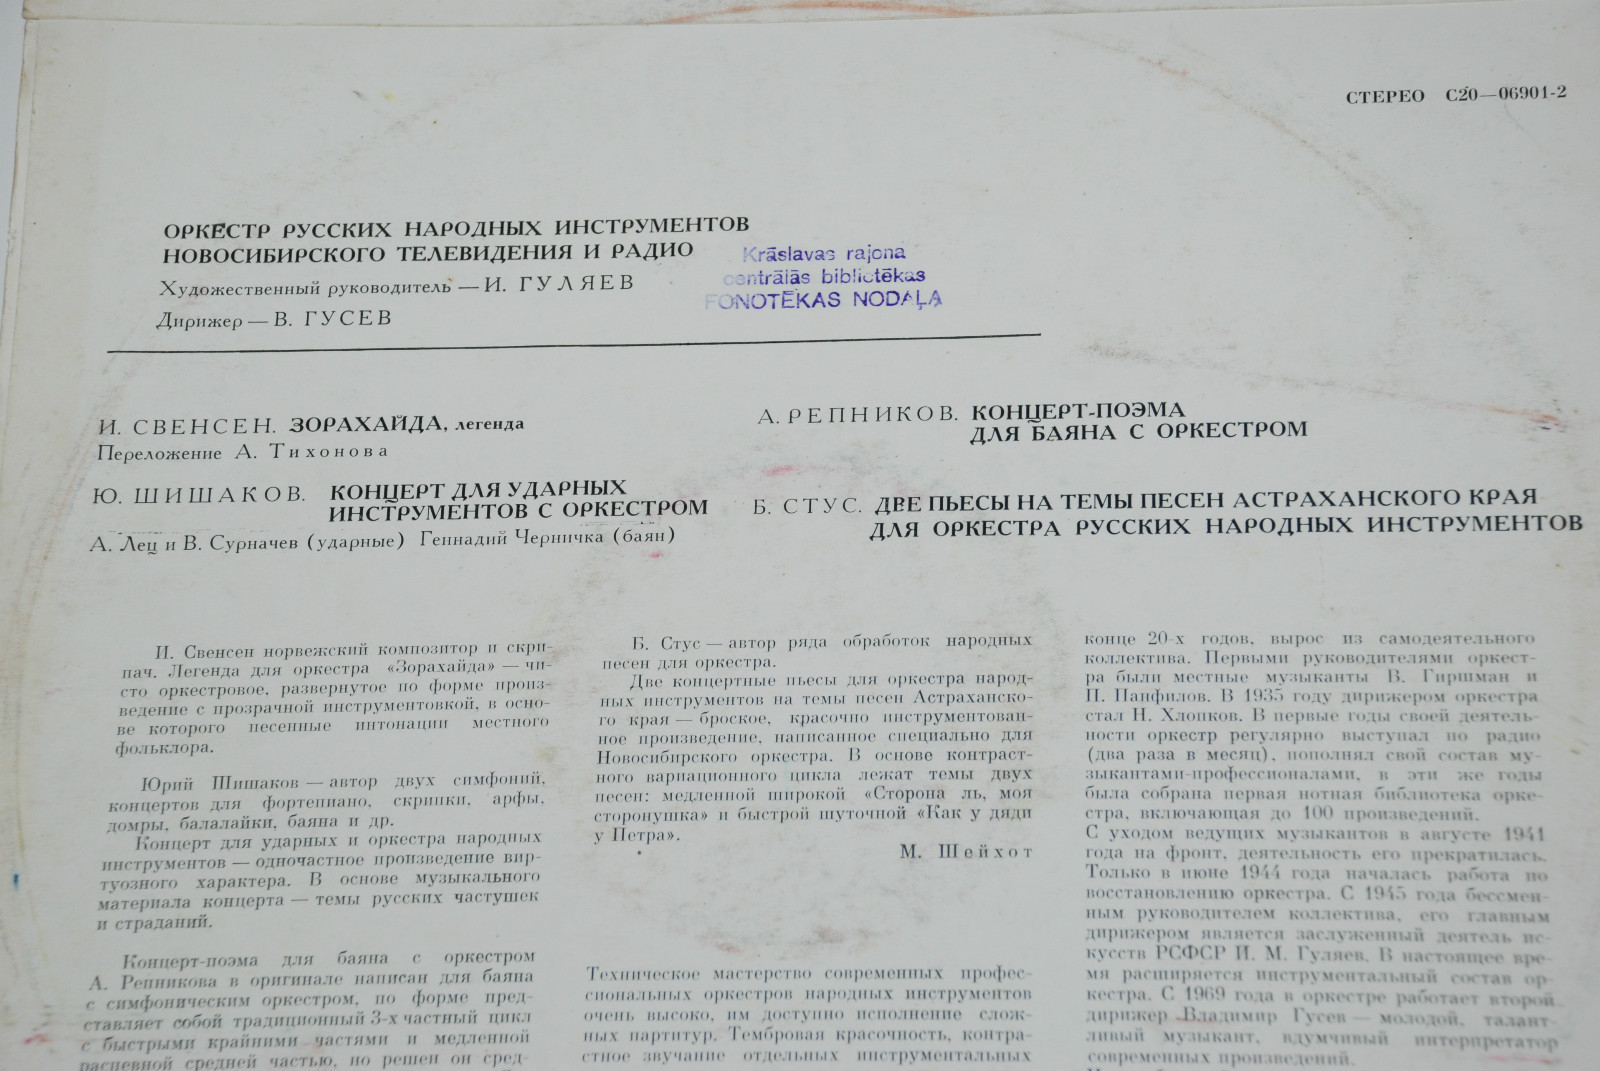 СТЕРЕО С20—06901-2
ОРКЕСТР РУССКИХ НАРОДНЫХ ИНСТРУМЕНТОВ
НОВОСИБИРСКОГО ТЕЛЕВИДЕНИЯ И РАДИО
Художественный руководитель — И. ГУЛЯЕВ
Дирижер — В. ГУСЕВ
Krāslavas rajona
centrālās bibliotēkas
FONOTĒKAS NODAĻA
И. СВЕНСЕН. ЗОРАХАЙДА, легенда
Переложение А. Тихонова
Ю. ШИШАКОВ. КОНЦЕРТ ДЛЯ УДАРНЫХ
ИНСТРУМЕНТОВ С ОРКЕСТРОМ
А. Лец и В. Сурначев (ударные) Геннадий Черничка (баян)
А. РЕПНИКОВ. КОНЦЕРТ-ПОЭМА
ДЛЯ БАЯНА С ОРКЕСТРОМ
Б. СТУС. ДВЕ ПЬЕСЫ НА ТЕМЫ ПЕСЕН АСТРАХАНСКОГО КРАЯ
ДЛЯ ОРКЕСТРА РУССКИХ НАРОДНЫХ ИНСТРУМЕНТОВ
И. Свенсен норвежский композитор и скри-
пач. Легенда для оркестра «Зорахайда» — чи-
сто оркестровое, развернутое по форме произ-
ведение с прозрачной инструментовкой, в осно-
ве которого песенные интонации местного
фольклора.
Юрий Шишаков — автор двух симфоний,
концертов для фортепиано, скрипки, арфы,
домры, балалайки, баяна и др.
Концерт для ударных и оркестра народных
инструментов — одночастное произведение вир-
туозного характера. В основе музыкального
материала концерта — темы русских частушек
и страданий.
Концерт-поэма для баяна с оркестром
А. Репникова в оригинале написан для баяна
с симфоническим оркестром, по форме пред-
ставляет собой традиционный 3-х частный цикл
с быстрыми крайними частями и медленной
распевной средней частью, но решен он сред-
Б. Стус — автор ряда обработок народных
песен для оркестра.
Две концертные пьесы для оркестра народ-
ных инструментов на темы песен Астраханско-
го края — броское, красочно инструментован-
ное произведение, написанное специально для
Новосибирского оркестра. В основе контраст-
ного вариационного цикла лежат темы двух
песен: медленной широкой «Сторона ль, моя
сторонушка» и быстрой шуточной «Как у дяди
у Петра».
М. Шейхот
Техническое мастерство современных профес-
сиональных оркестров народных инструментов
очень высоко, им доступно исполнение слож-
ных партитур. Тембровая красочность, контра-
стное звучание отдельных инструментальных
конце 20-х годов, вырос из самодеятельного
коллектива. Первыми руководителями оркест-
ра были местные музыканты В. Гиршман и
П. Панфилов. В 1935 году дирижером оркестра
стал Н. Хлопков. В первые годы своей деятель-
ности оркестр регулярно выступал по радио
(два раза в месяц), пополнял свой состав му-
зыкантами-профессионалами, в эти же годы
была собрана первая нотная библиотека орке-
стра, включающая до 100 произведений.
С уходом ведущих музыкантов в августе 1941
года на фронт, деятельность его прекратилась.
Только в июне 1944 года началась работа по
восстановлению оркестра. С 1945 года бессмен-
ным руководителем коллектива, его главным
дирижером является заслуженный деятель ис-
кусств РСФСР И. М. Гуляев. В настоящее вре-
мя расширяется инструментальный состав ор-
кестра. С 1969 года в оркестре работает второй
дирижер Владимир Гусев — молодой, талант-
ливый музыкант, вдумчивый интерпретатор
современных произведений.